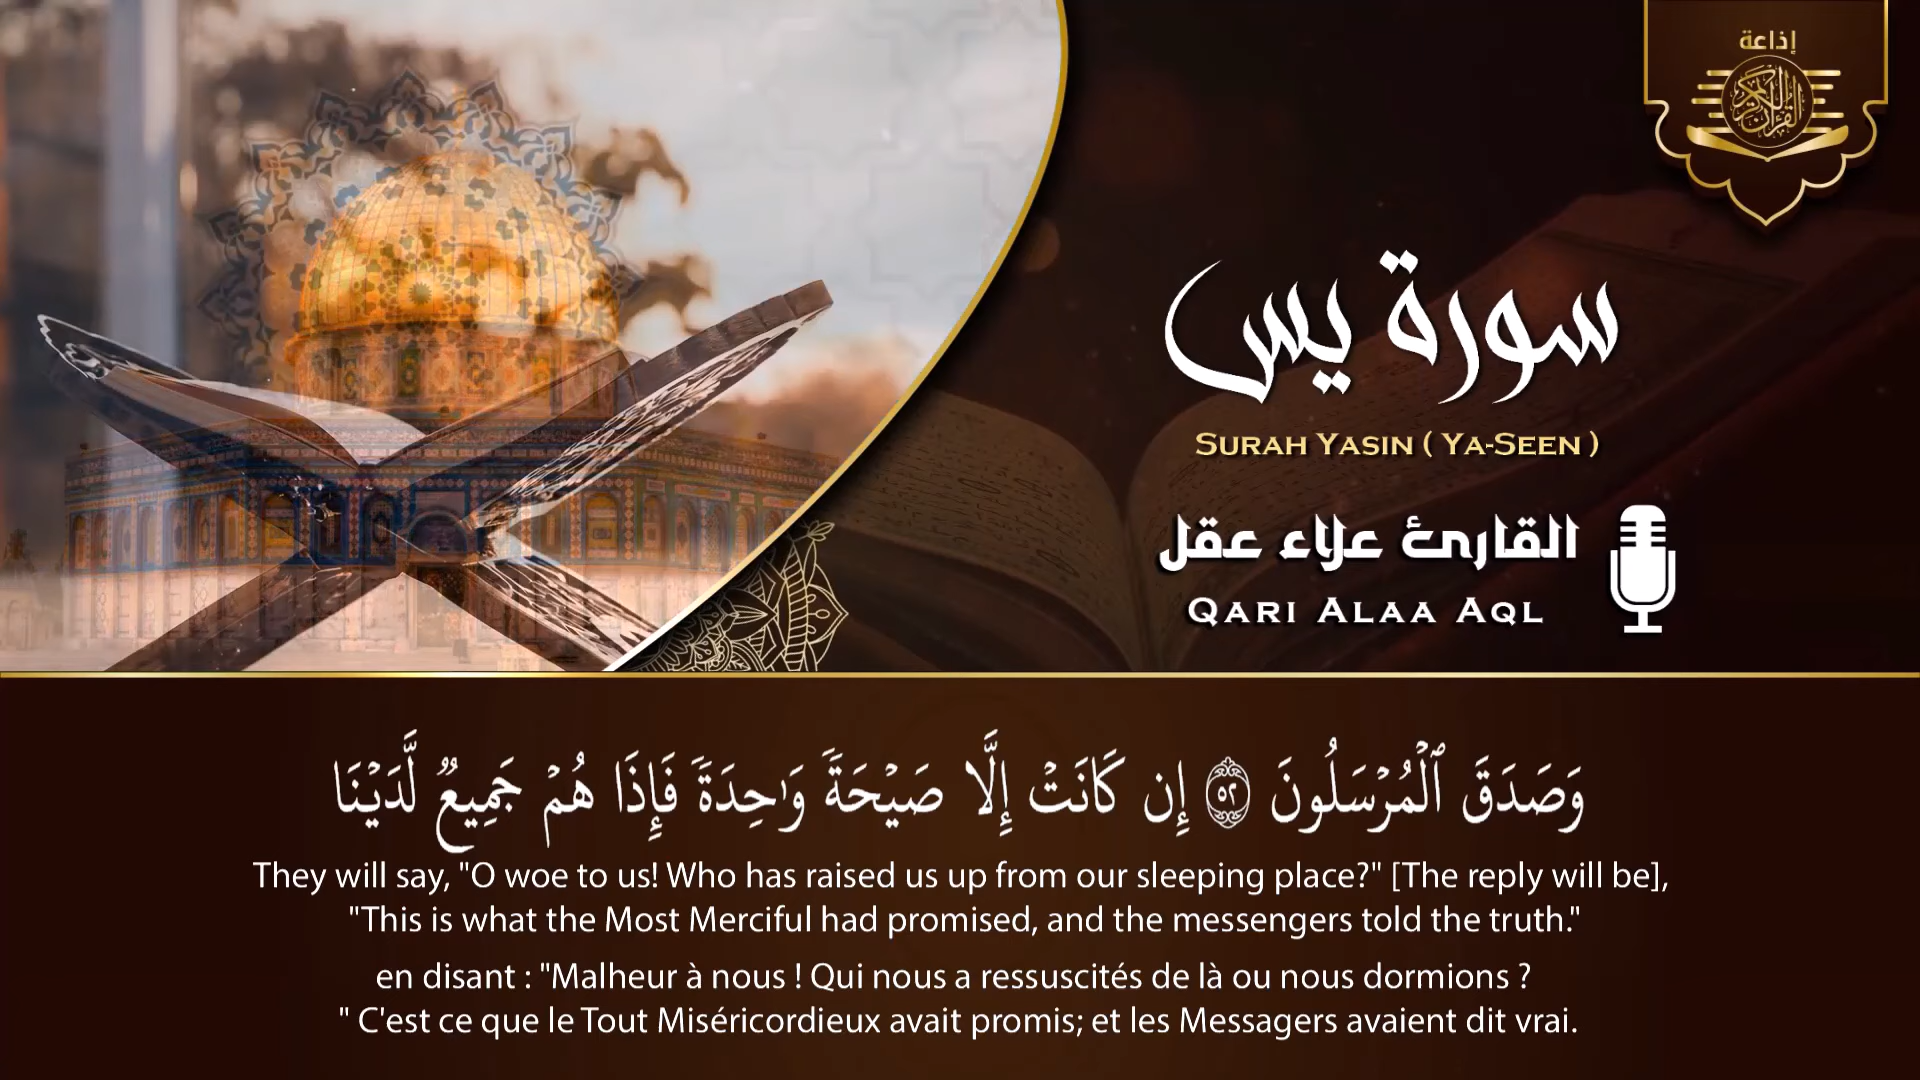 إذاعة
القرآن الكريم
سورة يس
SURAH YASIN ( YA-SEEN )
القارئ علاء عقل
QARI ALAA AQL
وَصَدَقَ ٱلْمُرْسَلُونَ ٥٢ إِن كَانَتْ إِلَّا صَيْحَةً وَٰحِدَةً فَإِذَا هُمْ جَمِيعٌ لَّدَيْنَا
They will say, "O woe to us! Who has raised us up from our sleeping place?" [The reply will be],
"This is what the Most Merciful had promised, and the messengers told the truth."
en disant : "Malheur à nous ! Qui nous a ressuscités de là ou nous dormions ?
" C'est ce que le Tout Miséricordieux avait promis; et les Messagers avaient dit vrai.